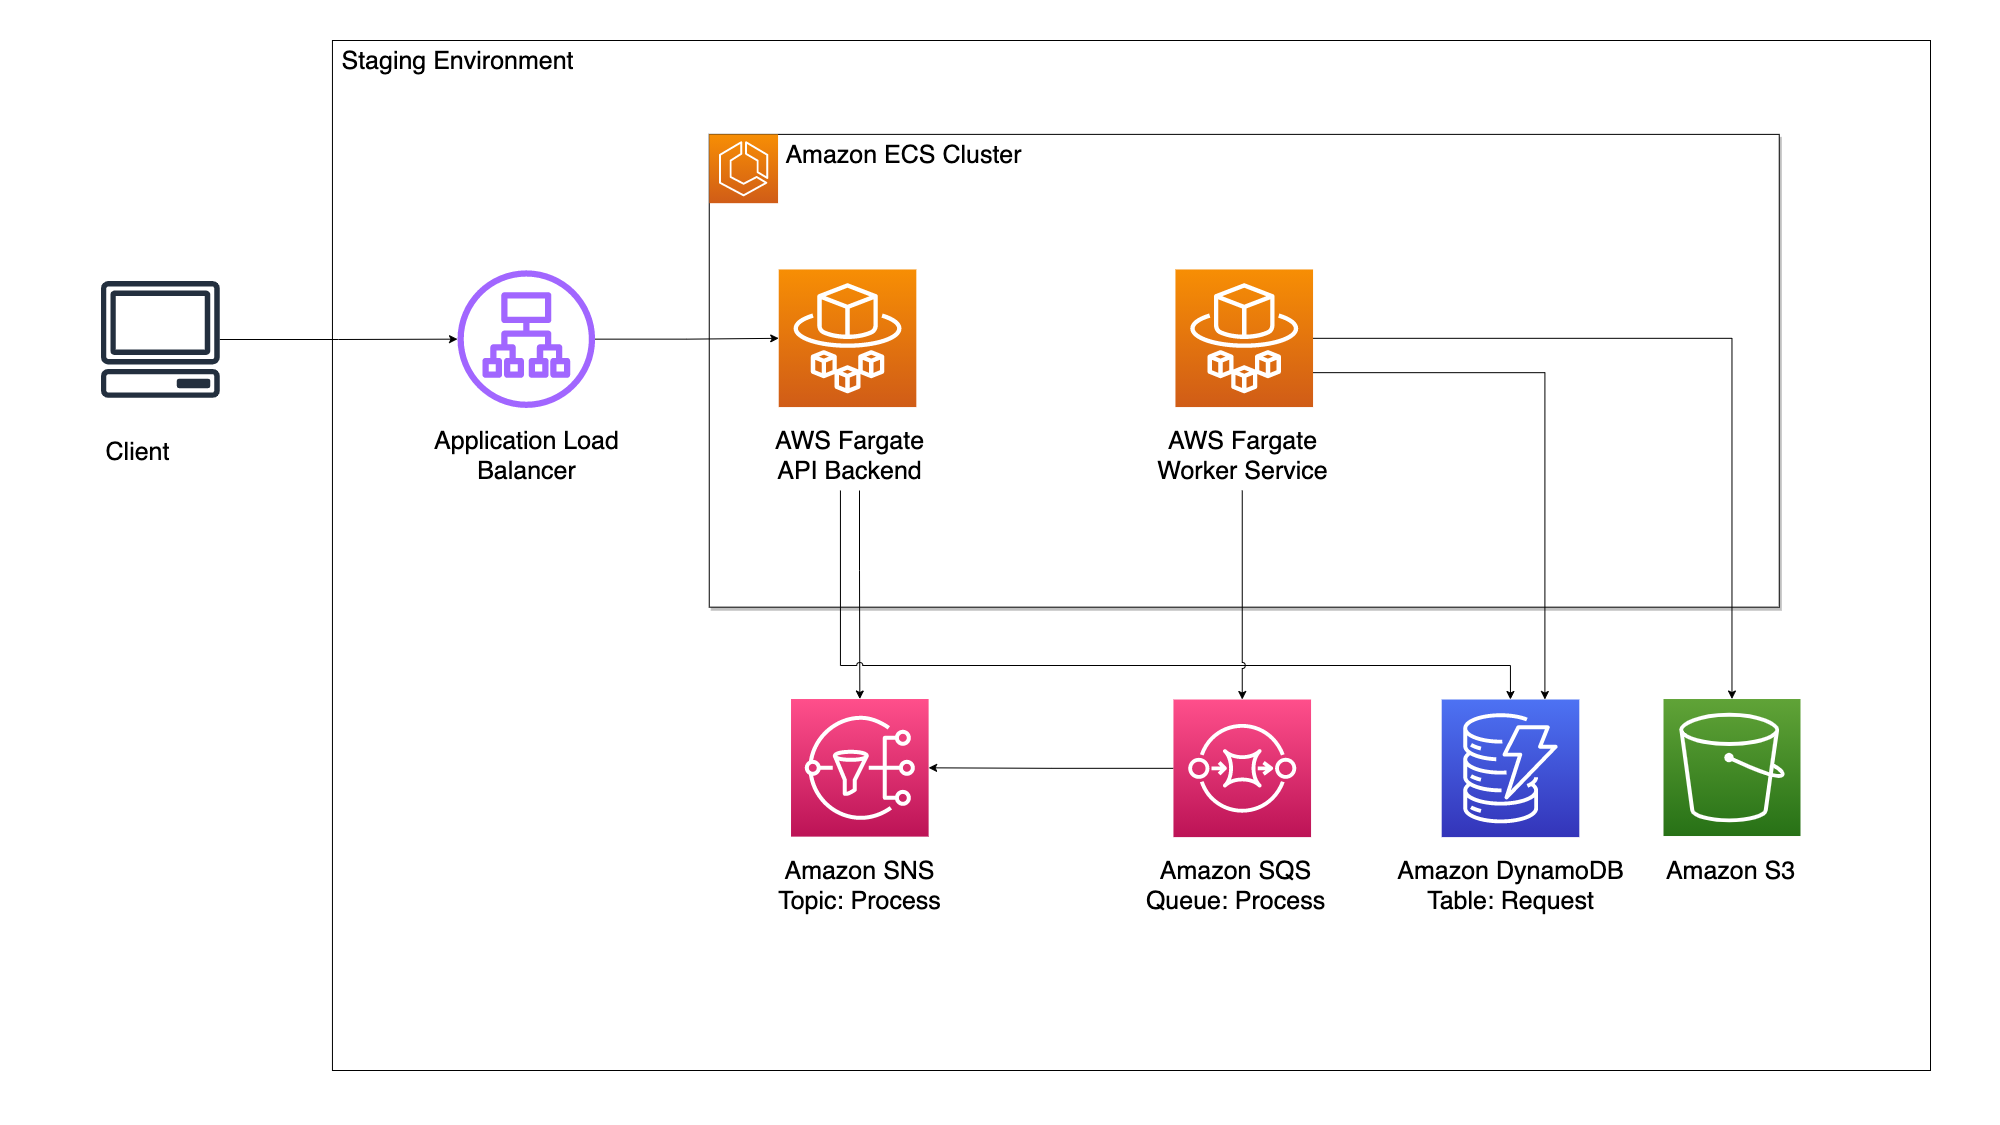 Staging Environment
Amazon ECS Cluster
Client
Application Load
Balancer
AWS Fargate
API Backend
AWS Fargate
Worker Service
Amazon SNS
Topic: Process
Amazon SQS
Queue: Process
Amazon DynamoDB
Table: Request
Amazon S3